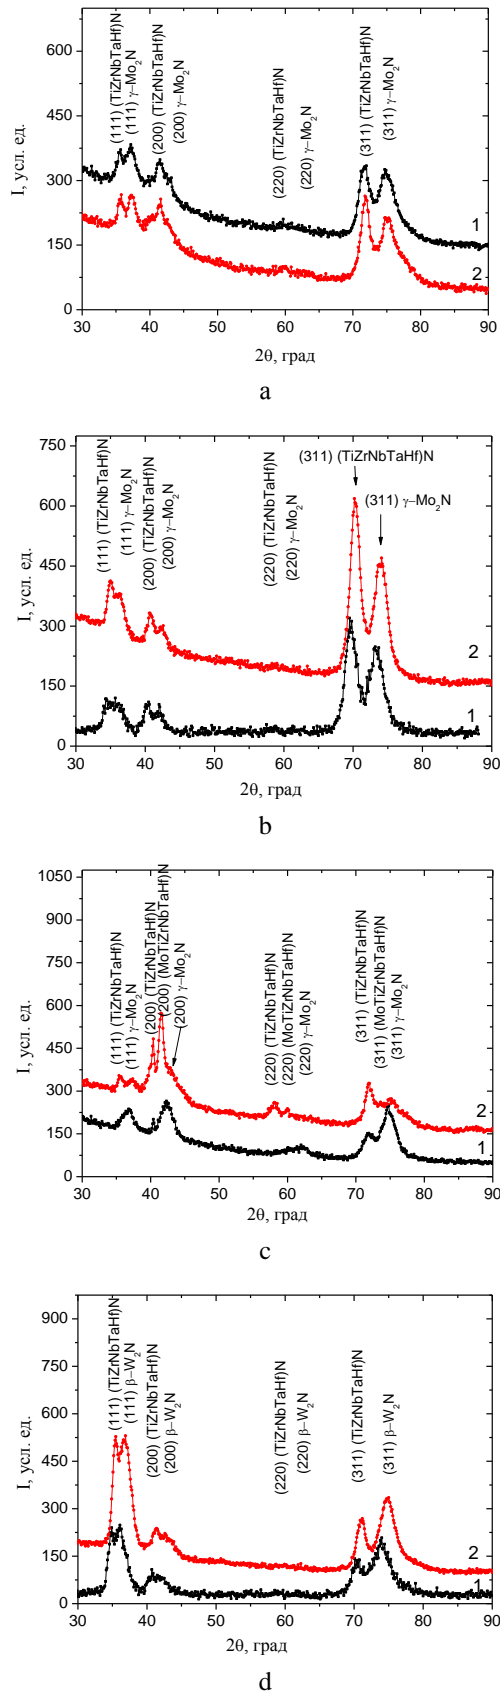 600
450
300
150
0
I, усл. ед.
(111) (TiZrNbTaHf)N
(111) γ–Mo₂N
(200) (TiZrNbTaHf)N
(200) γ–Mo₂N
(220) (TiZrNbTaHf)N
(220) γ–Mo₂N
(311) (TiZrNbTaHf)N
(311) γ–Mo₂N
1
2
30 40 50 60 70 80 90
2θ, град
a
750
600
450
300
150
0
I, усл. ед.
(111) (TiZrNbTaHf)N
(111) γ–Mo₂N
(200) (TiZrNbTaHf)N
(200) γ–Mo₂N
(220) (TiZrNbTaHf)N
(220) γ–Mo₂N
(311) (TiZrNbTaHf)N
(311) γ–Mo₂N
2
1
30 40 50 60 70 80 90
2θ, град
b
1050
900
750
600
450
300
150
0
I, усл. ед.
(111) (TiZrNbTaHf)N
(111) γ–Mo₂N
(200) (TiZrNbTaHf)N
(200) (MoTiZrNbTaHf)N
(200) γ–Mo₂N
(220) (TiZrNbTaHf)N
(220) (MoTiZrNbTaHf)N
(220) γ–Mo₂N
(311) (TiZrNbTaHf)N
(311) (MoTiZrNbTaHf)N
(311) γ–Mo₂N
2
1
30 40 50 60 70 80 90
2θ, град
c
900
750
600
450
300
150
0
I, усл. ед.
(111) (TiZrNbTaHf)N
(111) β–W₂N
(200) (TiZrNbTaHf)N
(200) β–W₂N
(220) (TiZrNbTaHf)N
(220) β–W₂N
(311) (TiZrNbTaHf)N
(311) β–W₂N
2
1
30 40 50 60 70 80 90
2θ, град
d